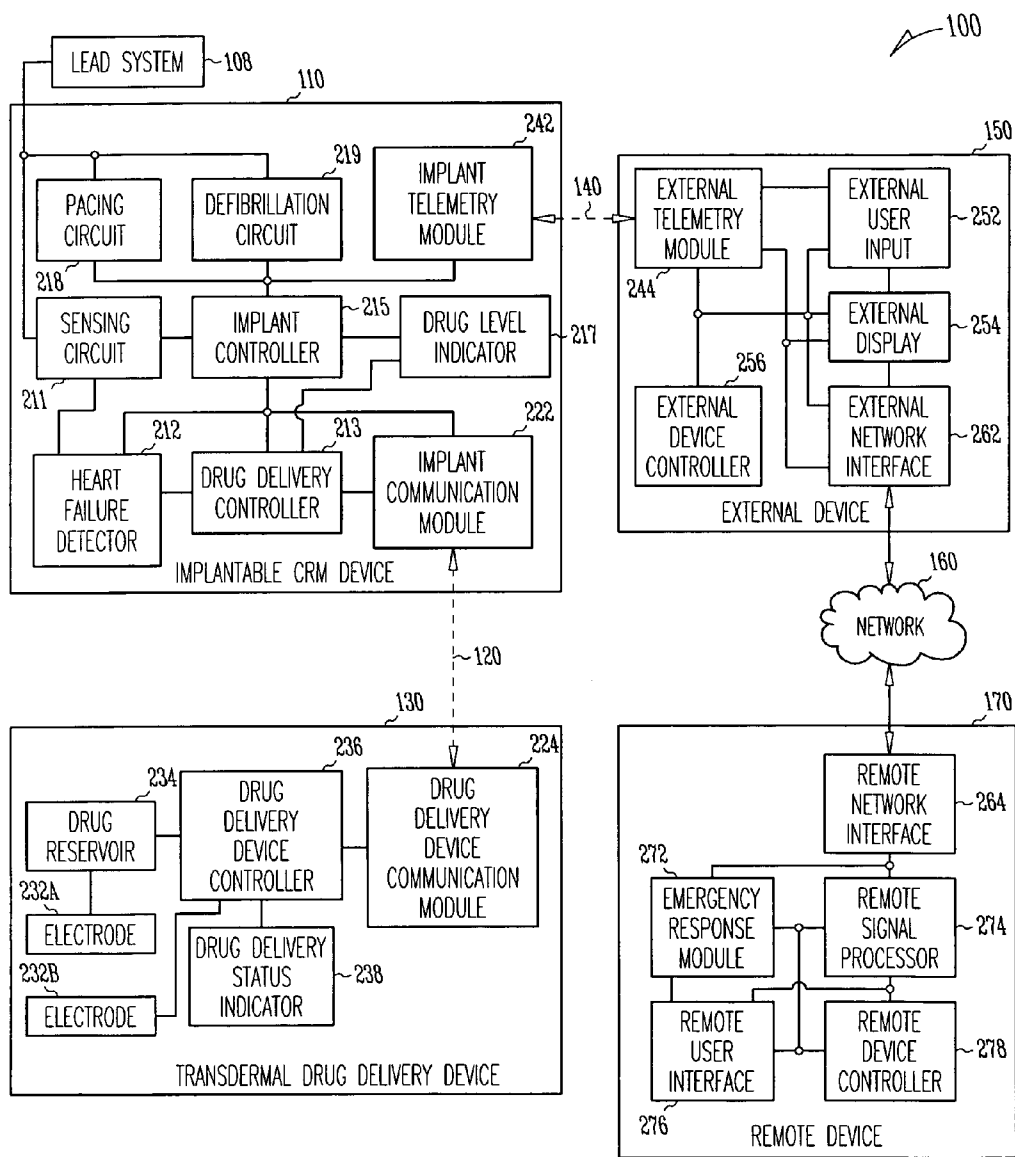 100
LEAD SYSTEM
108
110
242
219
PACING
CIRCUIT
218
DEFIBRILLATION
CIRCUIT
IMPLANT
TELEMETRY
MODULE
140
215
SENSING
CIRCUIT
211
IMPLANT
CONTROLLER
DRUG LEVEL
INDICATOR
217
212
213
222
HEART
FAILURE
DETECTOR
DRUG DELIVERY
CONTROLLER
IMPLANT
COMMUNICATION
MODULE
IMPLANTABLE CRM DEVICE
150
EXTERNAL
TELEMETRY
MODULE
244
EXTERNAL
USER
INPUT
252
EXTERNAL
DISPLAY
254
256
EXTERNAL
DEVICE
CONTROLLER
EXTERNAL
NETWORK
INTERFACE
262
EXTERNAL DEVICE
160
NETWORK
120
130
236
224
234
DRUG
RESERVOIR
DRUG
DELIVERY
DEVICE
CONTROLLER
DRUG
DELIVERY
DEVICE
COMMUNICATION
MODULE
232A
ELECTRODE
232B
ELECTRODE
DRUG DELIVERY
STATUS
INDICATOR
238
TRANSDERMAL DRUG DELIVERY DEVICE
170
REMOTE
NETWORK
INTERFACE
264
272
EMERGENCY
RESPONSE
MODULE
REMOTE
SIGNAL
PROCESSOR
274
REMOTE
USER
INTERFACE
276
REMOTE
DEVICE
CONTROLLER
278
REMOTE DEVICE